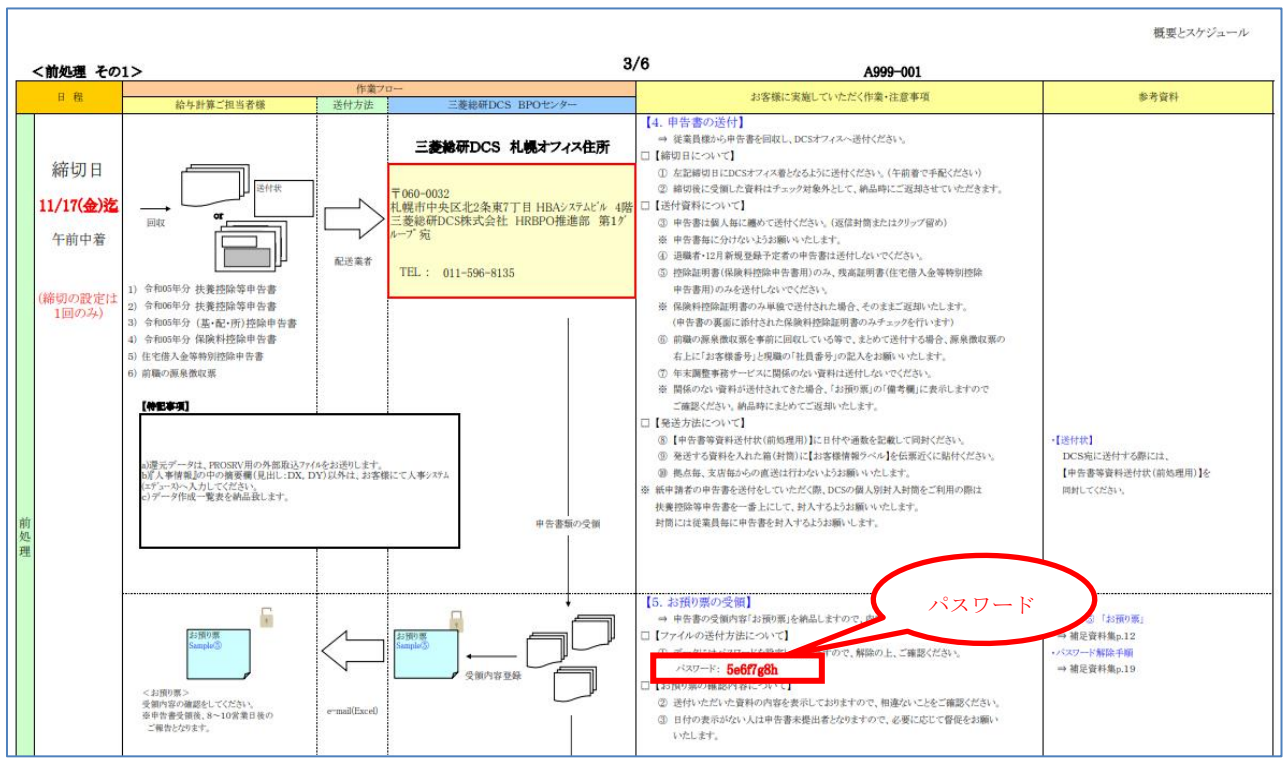 概要とスケジュール
<前処理 その1>
3/6
A999-001
日 程
作業フロー
給与計算ご担当者様
送付方法
三菱総研DCS BPOセンター
お客様に実施していただく作業・注意事項
参考資料
前処理
締切日
11/17(金)迄
午前中着
(締切の設定は
1回のみ)
回収
送付状
or
配送業者
三菱総研DCS 札幌オフィス住所
〒060-0032
札幌市中央区北2条東7丁目 HBAシステムビル 4階
三菱総研DCS株式会社 HRBPO推進部 第1グ
ループ 宛
TEL : 011-596-8135
1) 令和05年分 扶養控除等申告書
2) 令和06年分 扶養控除等申告書
3) 令和05年分 (基・配・所)控除申告書
4) 令和05年分 保険料控除申告書
5) 住宅借入金等特別控除申告書
6) 前職の源泉徴収票
【特記事項】
a)還元データは、PROSRV用の外部取込ファイルをお送りします。
b)『人事情報』の中の摘要欄(見出し:DX, DY)以外は、お客様にて人事システム
(エデュース)へ入力してください。
c)データ作成一覧表を納品致します。
申告書類の受領
【4. 申告書の送付】
⇒ 従業員様から申告書を回収し、DCSオフィスへ送付ください。
□【締切日について】
① 左記締切日にDCSオフィス着となるように送付ください。(午前着で手配ください)
② 締切後に受領した資料はチェック対象外として、納品時にご返却させていただきます。
□【送付資料について】
③ 申告書は個人毎に纏めて送付ください。(返信封筒またはクリップ留め)
※ 申告書毎に分けないようお願いいたします。
④ 退職者・12月新規登録予定者の申告書は送付しないでください。
⑤ 控除証明書(保険料控除申告書用)のみ、残高証明書(住宅借入金等特別控除
申告書用)のみを送付しないでください。
※ 保険料控除証明書のみ単独で送付された場合、そのままご返却いたします。
(申告書の裏面に添付された保険料控除証明書のみチェックを行います)
⑥ 前職の源泉徴収票を事前に回収している等で、まとめて送付する場合、源泉徴収票の
右上に「お客様番号」と現職の「社員番号」の記入をお願いいたします。
⑦ 年末調整事務サービスに関係のない資料は送付しないでください。
※ 関係のない資料が送付されてきた場合、「お預り票」の「備考欄」に表示しますので
ご確認ください。納品時にまとめてご返却いたします。
□【発送方法について】
⑧ 【申告書等資料送付状(前処理用)】に日付や通数を記載して同封ください。
⑨ 発送する資料を入れた箱(封筒)に【お客様情報ラベル】を伝票近くに貼付ください。
⑩ 拠点毎、支店毎からの直送は行わないようお願いいたします。
※ 紙申請者の申告書を送付をしていただく際、DCSの個人別封入封筒をご利用の際は
扶養控除等申告書を一番上にして、封入するようお願いいたします。
封筒には従業員毎に申告書を封入するようお願いします。
・【送付状】
DCS宛に送付する際には、
【申告書等資料送付状(前処理用)】を
同封してください。
お預り票
Sample⑤
<お預り票>
受領内容の確認をしてください。
※申告書受領後、8～10営業日後の
ご報告となります。
e-mail(Excel)
お預り票
Sample⑤
受領内容登録
【5. お預り票の受領】
⇒ 申告書の受領内容「お預り票」を納品しますので、
□【ファイルの送付方法について】
すので、解除の上、ご確認ください。
パスワード: 5e6f7g8h
パスワード
□【お預り票の確認内容について】
② 送付いただいた資料の内容を表示しておりますので、相違ないことをご確認ください。
③ 日付の表示がない人は申告書未提出者となりますので、必要に応じて督促をお願い
いたします。
⑤ 「お預り票」
⇒ 補足資料集p.12
・パスワード解除手順
⇒ 補足資料集p.19